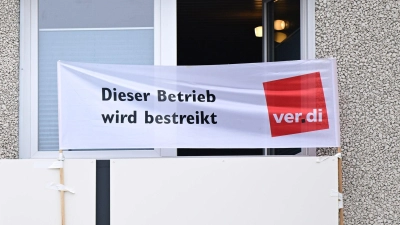 Dieser Betrieb
wird bestreikt
ver.di